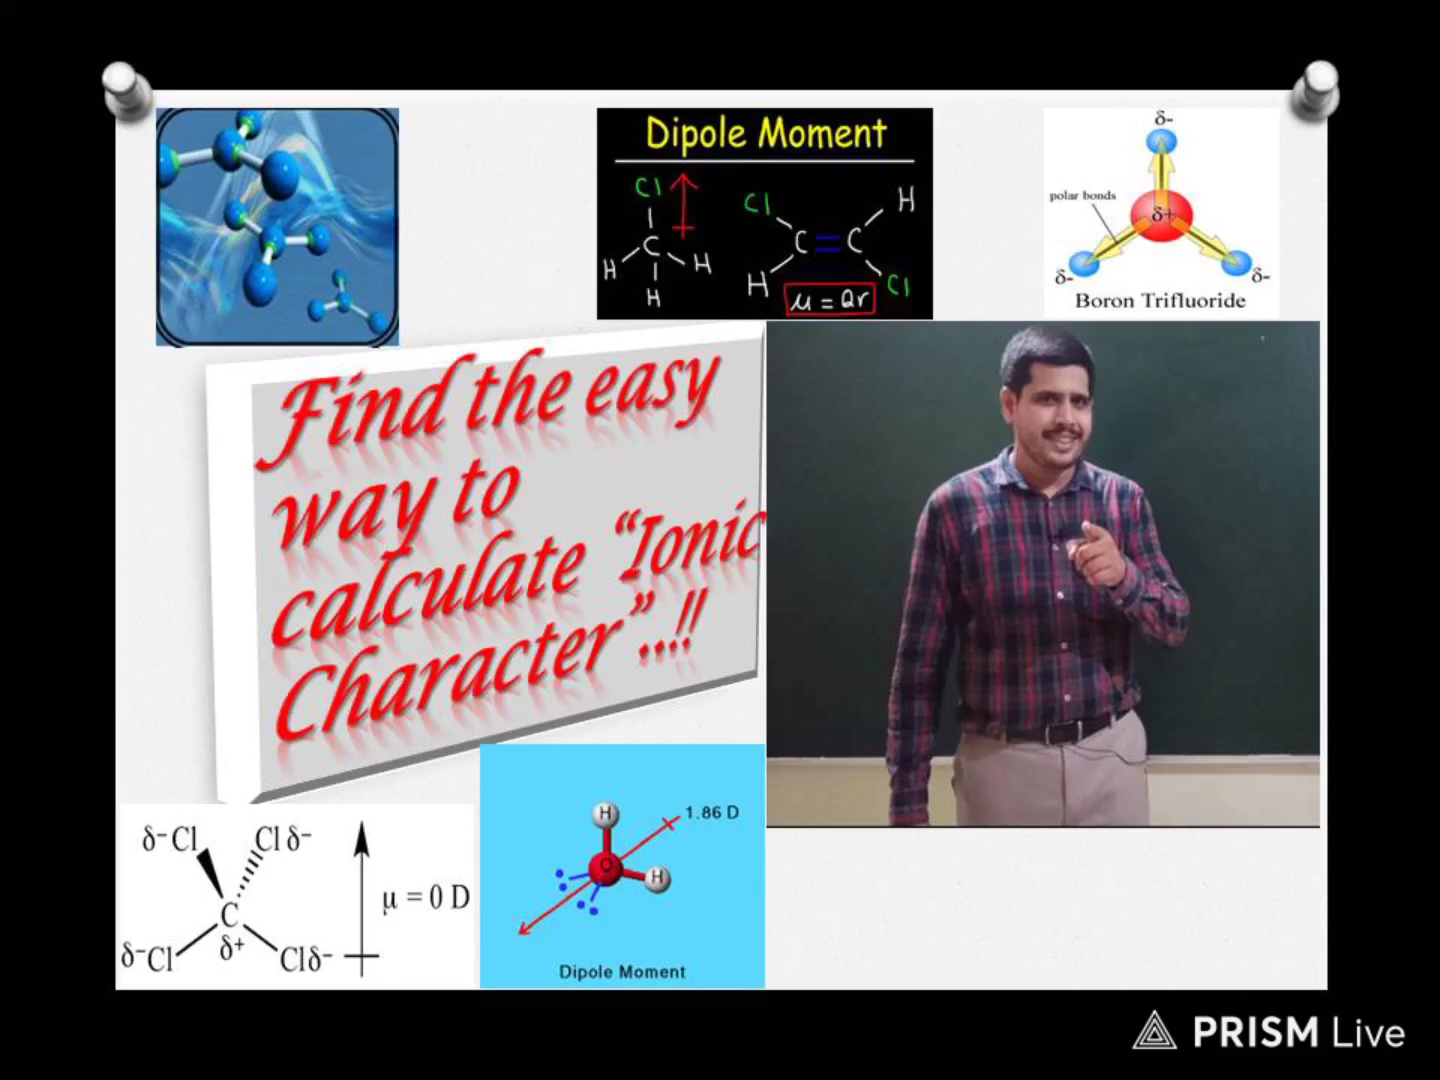 Dipole Moment
Cl
C
H H
H
Cl H
C = C
H Cl
μ = Qr
δ-
polar bonds
δ+
δ- δ-
Boron Trifluoride
Find the easy
way to
calculate “Ionic
Character”..!!
δ⁻Cl Cl δ⁻
C
δ⁺
δ⁻Cl Clδ⁻
μ = 0 D
H
1.86 D
O
H
Dipole Moment
PRISM Live